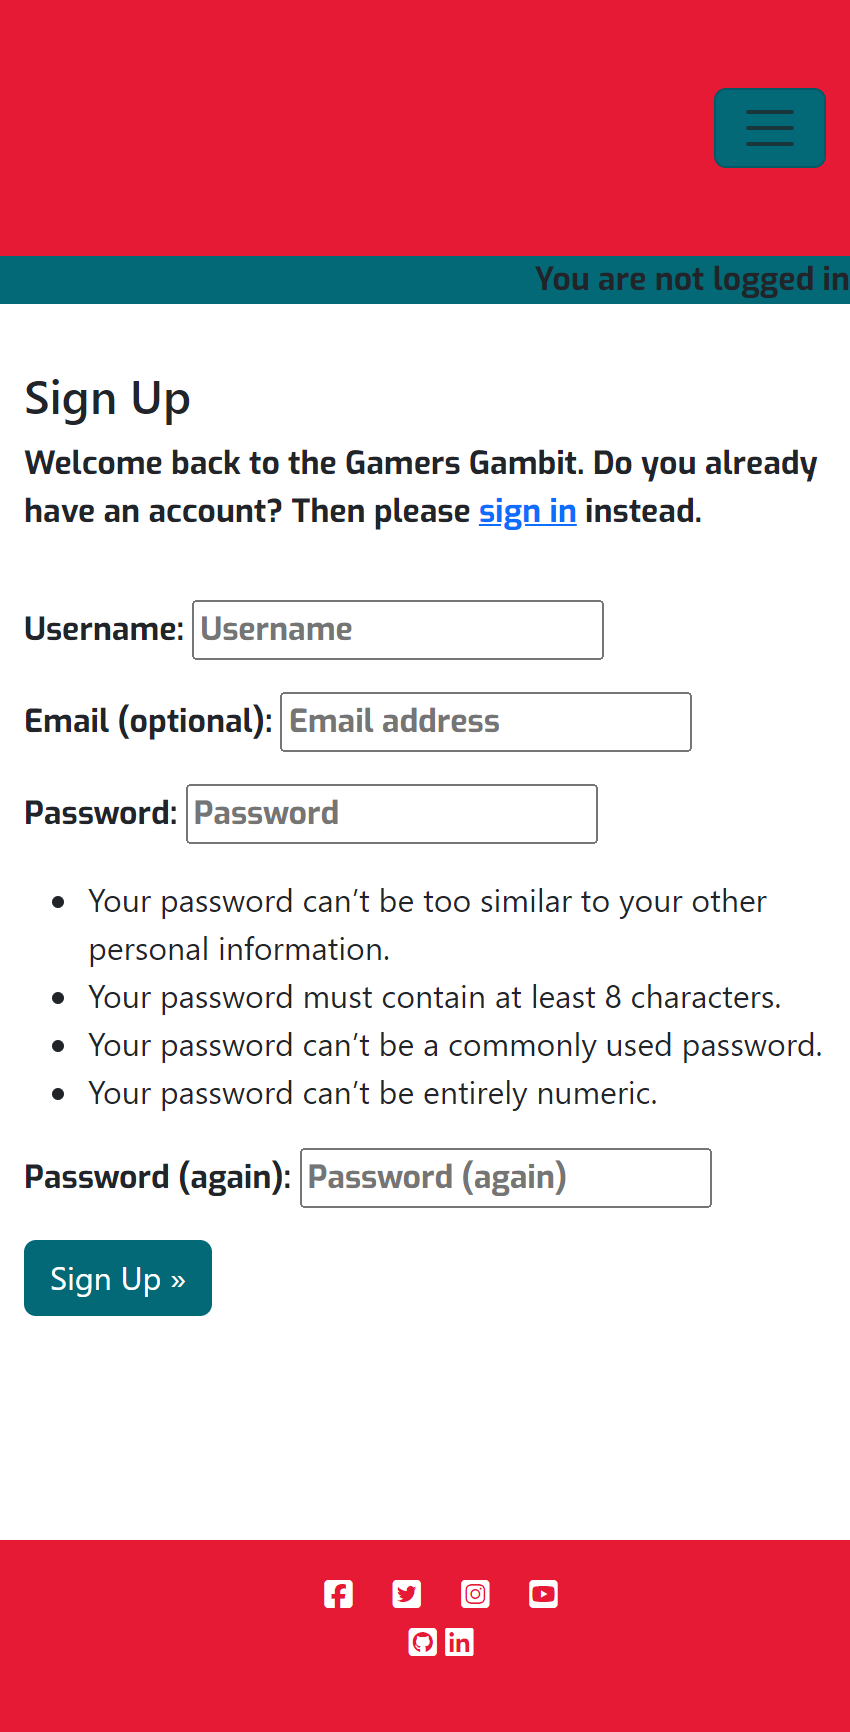 You are not logged in
Sign Up
Welcome back to the Gamers Gambit. Do you already
have an account? Then please sign in instead.
Username: Username
Email (optional): Email address
Password: Password
• Your password can’t be too similar to your other
personal information.
• Your password must contain at least 8 characters.
• Your password can’t be a commonly used password.
• Your password can’t be entirely numeric.
Password (again): Password (again)
Sign Up »